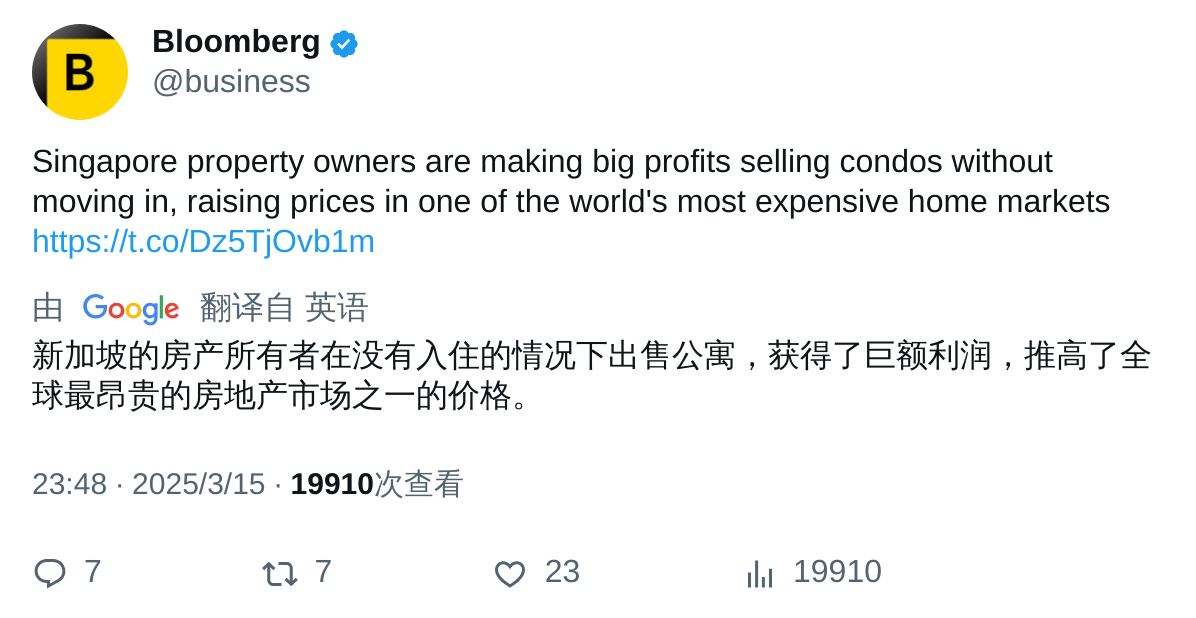 B
Bloomberg
@business
Singapore property owners are making big profits selling condos without
moving in, raising prices in one of the world's most expensive home markets
https://t.co/Dz5TjOvb1m
由 Google 翻译自 英语
新加坡的房产所有者在没有入住的情况下出售公寓，获得了巨额利润，推高了全
球最昂贵的房地产市场之一的价格。
23:48 · 2025/3/15 · 19910次查看
7 7 23 19910